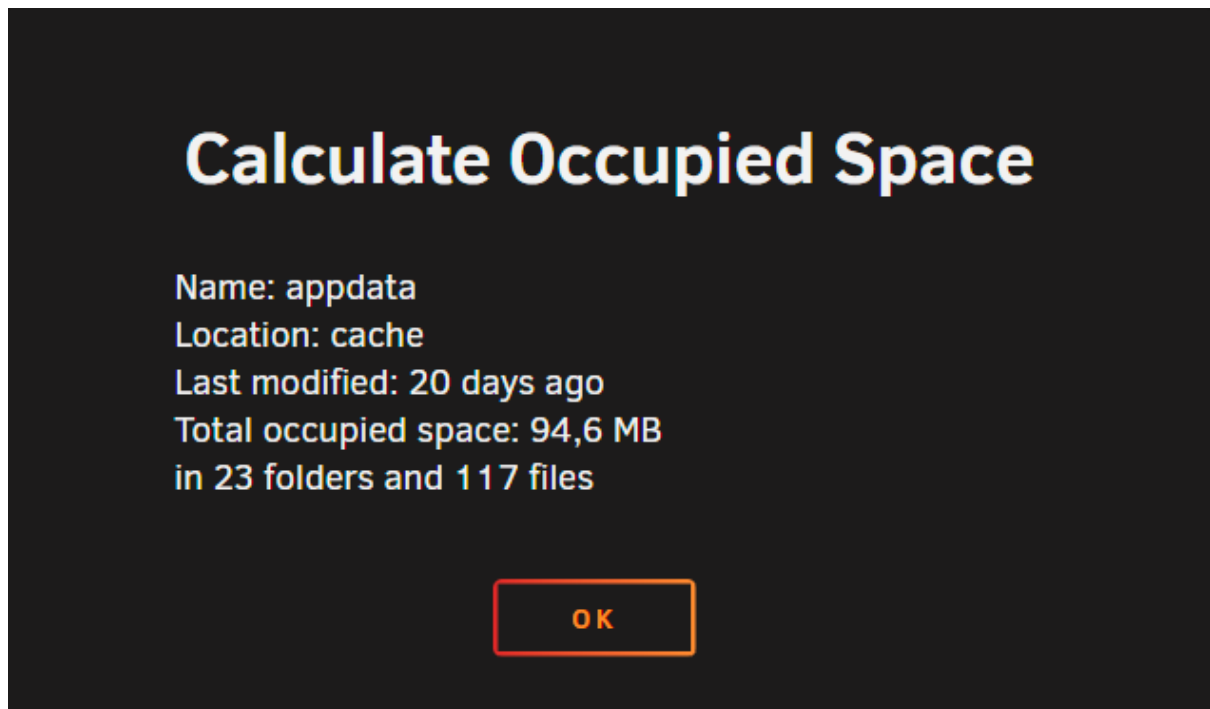 Calculate Occupied Space
Name: appdata
Location: cache
Last modified: 20 days ago
Total occupied space: 94,6 MB
in 23 folders and 117 files
OK